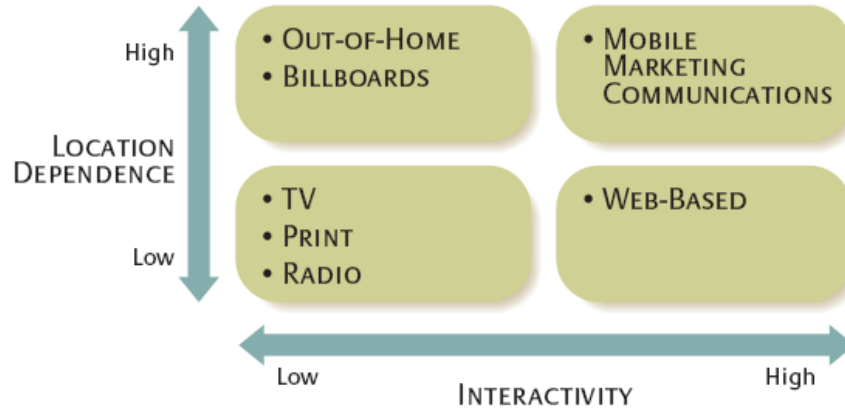 High
LOCATION
DEPENDENCE
Low
• OUT-OF-HOME
• BILLBOARDS
• MOBILE
MARKETING
COMMUNICATIONS
• TV
• PRINT
• RADIO
• WEB-BASED
Low
High
INTERACTIVITY